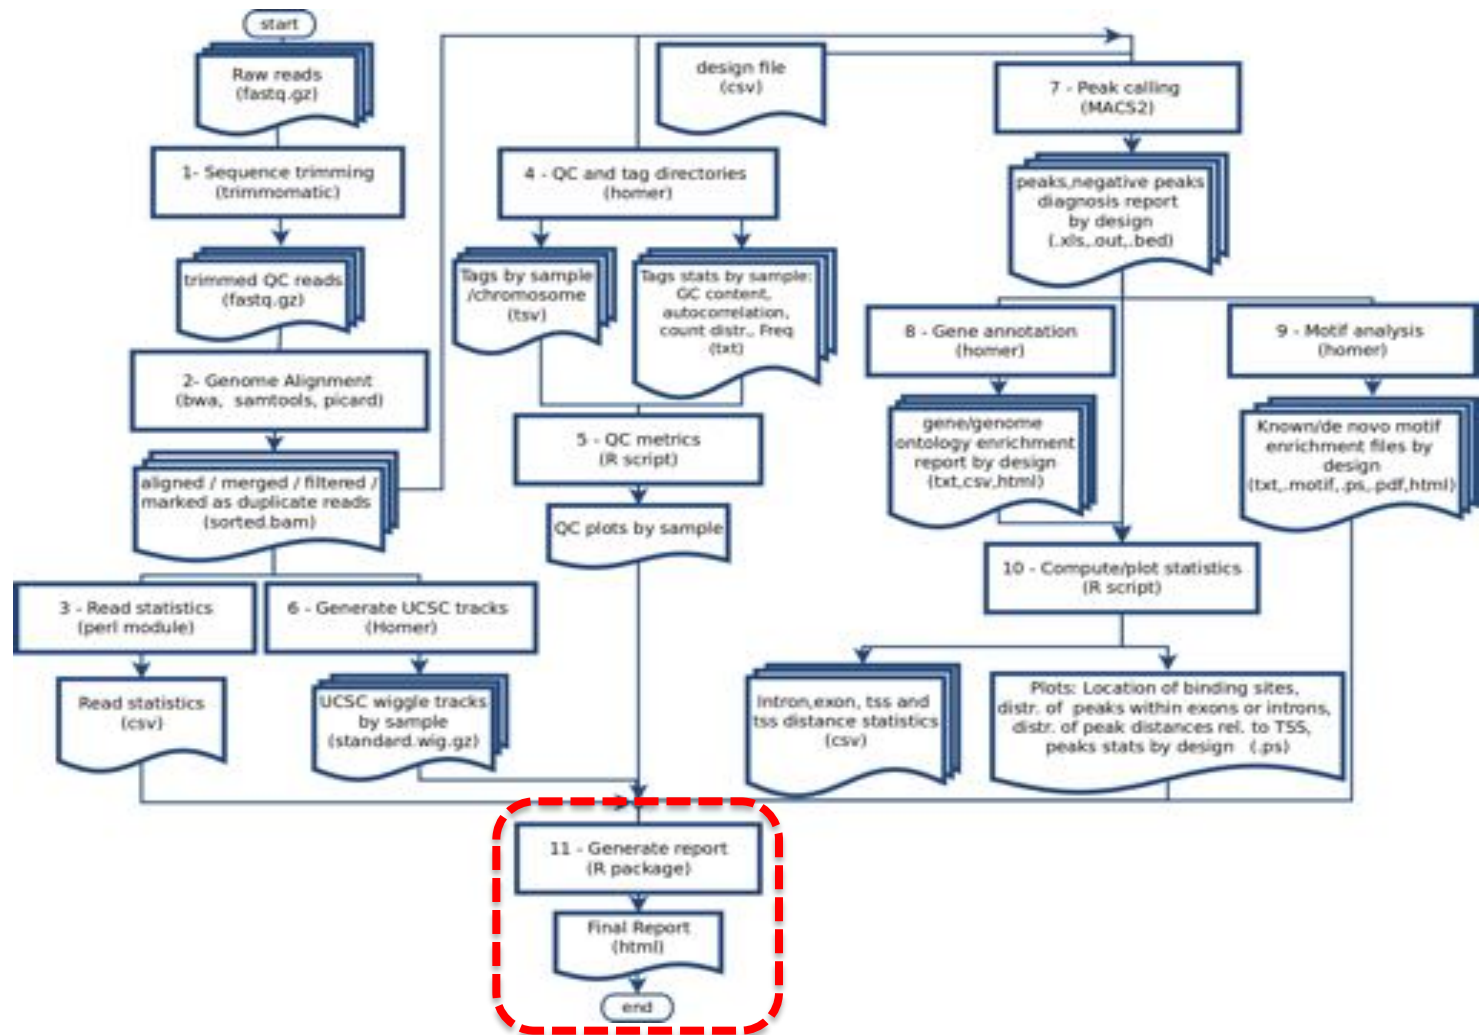 start
Raw reads
(fastq.gz)
1- Sequence trimming
(trimmomatic)
trimmed QC reads
(fastq.gz)
2- Genome Alignment
(bwa, samtools, picard)
aligned / merged / filtered /
marked as duplicate reads
(sorted.bam)
3 - Read statistics
(perl module)
Read statistics
(csv)
6 - Generate UCSC tracks
(Homer)
UCSC wiggle tracks
by sample
(standard.wig.gz)
design file
(csv)
4 - QC and tag directories
(homer)
Tags by sample
/chromosome
(tsv)
Tags stats by sample:
GC content,
autocorrelation,
count distr., Freq
(txt)
5 - QC metrics
(R script)
QC plots by sample
7 - Peak calling
(MACS2)
peaks,negative peaks
diagnosis report
by design
(.xls,.out,.bed)
8 - Gene annotation
(homer)
gene/genome
ontology enrichment
report by design
(txt,csv,html)
9 - Motif analysis
(homer)
Known/de novo motif
enrichment files by
design
(txt,.motif,.ps,.pdf,html)
10 - Compute/plot statistics
(R script)
Intron,exon, tss and
tss distance statistics
(csv)
Plots: Location of binding sites,
distr. of peaks within exons or introns,
distr. of peak distances rel. to TSS,
peaks stats by design (.ps)
11 - Generate report
(R package)
Final Report
(html)
end